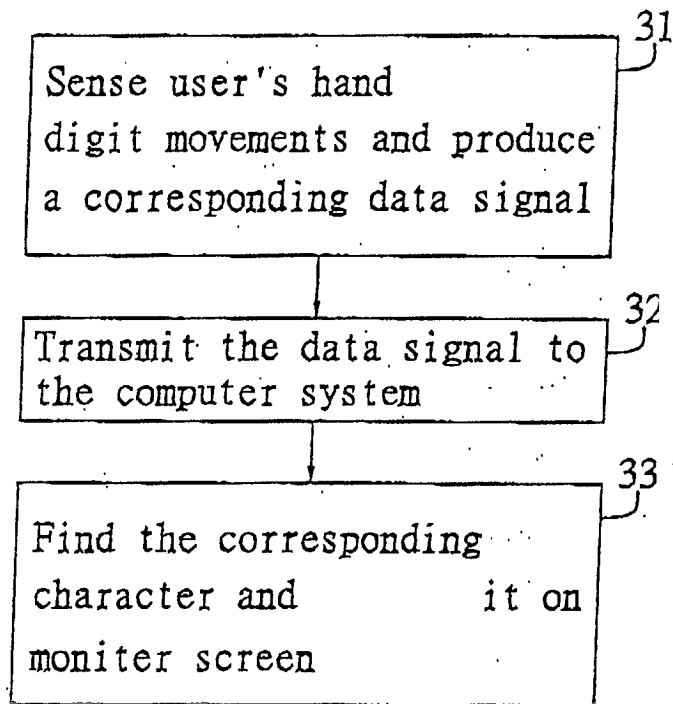 31
Sense user's hand
digit movements and produce
a corresponding data signal
32
Transmit the data signal to
the computer system
33
Find the corresponding
character and it on
moniter screen